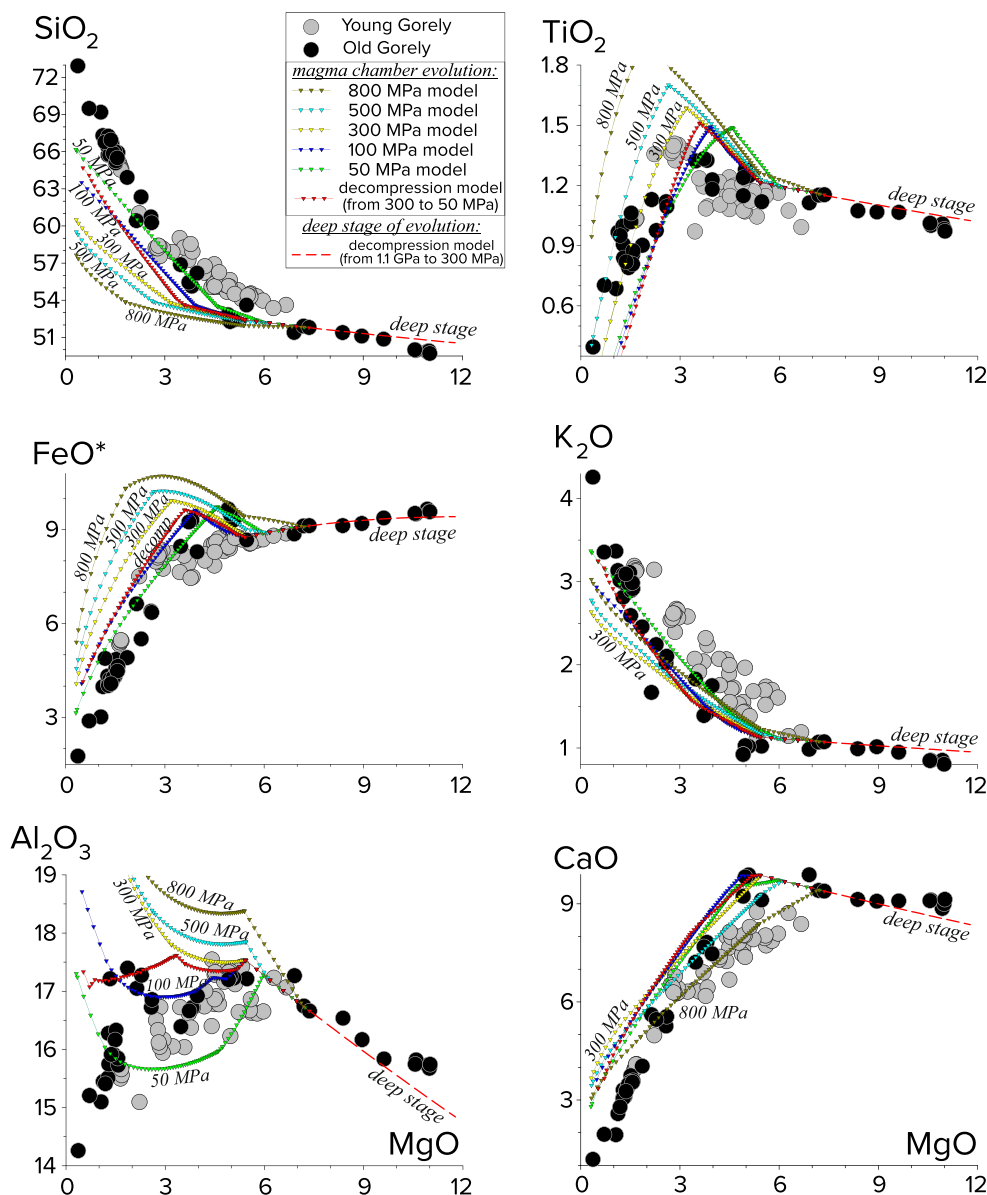 SiO2
72
69
66
63
60
57
54
51
0
3
6
9
12
50 MPa
100 MPa
300 MPa
500 MPa
800 MPa
deep stage
Young Gorely
Old Gorely
magma chamber evolution:
800 MPa model
500 MPa model
300 MPa model
100 MPa model
50 MPa model
decompression model
(from 300 to 50 MPa)
deep stage of evolution:
decompression model
(from 1.1 GPa to 300 MPa)
TiO2
1.8
1.5
1.2
0.9
0.6
0
3
6
9
12
800 MPa
500 MPa
300 MPa
deep stage
FeO*
9
6
3
0
3
6
9
12
800 MPa
500 MPa
300 MPa
decomp.
deep stage
K2O
4
3
2
1
0
3
6
9
12
300 MPa
deep stage
Al2O3
19
18
17
16
15
14
0
3
6
9
12
800 MPa
500 MPa
300 MPa
100 MPa
50 MPa
deep stage
MgO
CaO
9
6
3
0
3
6
9
12
300 MPa
800 MPa
deep stage
MgO